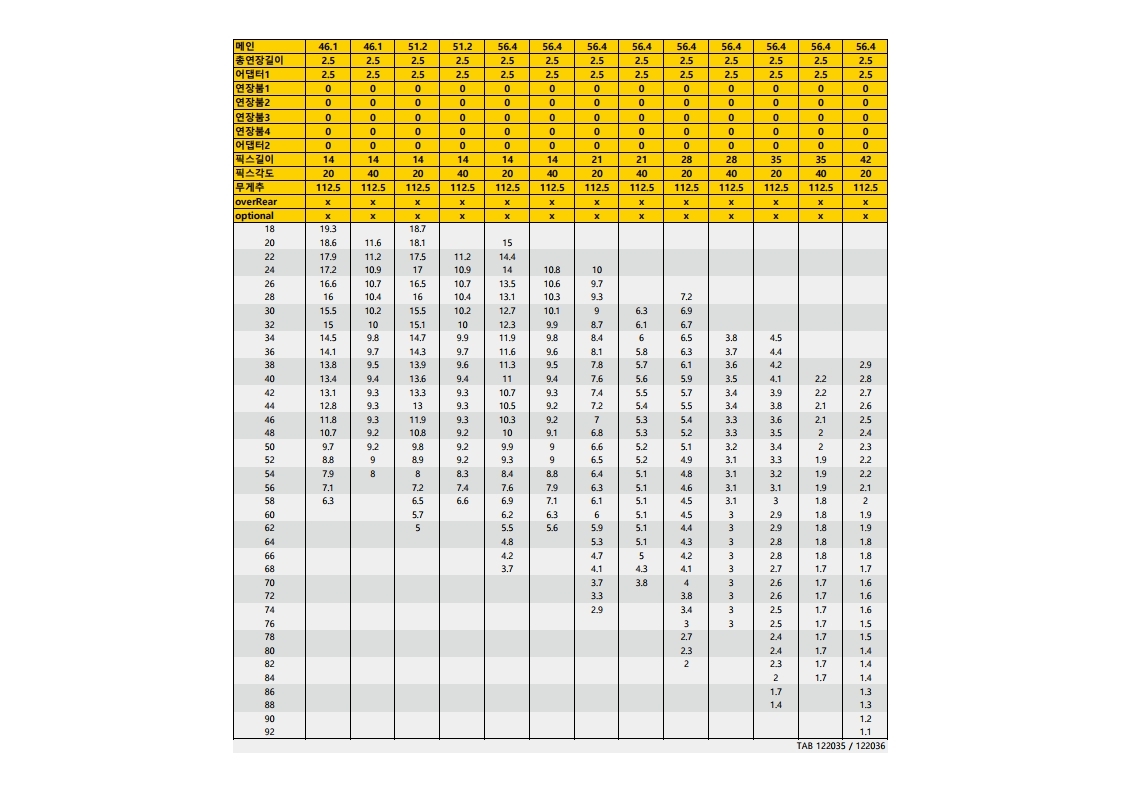 메인 46.1 46.1 51.2 51.2 56.4 56.4 56.4 56.4 56.4 56.4 56.4 56.4 56.4
총연장길이 2.5 2.5 2.5 2.5 2.5 2.5 2.5 2.5 2.5 2.5 2.5 2.5 2.5
어댑터1 2.5 2.5 2.5 2.5 2.5 2.5 2.5 2.5 2.5 2.5 2.5 2.5 2.5
연장붐1 0 0 0 0 0 0 0 0 0 0 0 0 0
연장붐2 0 0 0 0 0 0 0 0 0 0 0 0 0
연장붐3 0 0 0 0 0 0 0 0 0 0 0 0 0
연장붐4 0 0 0 0 0 0 0 0 0 0 0 0 0
어댑터2 0 0 0 0 0 0 0 0 0 0 0 0 0
픽스길이 14 14 14 14 14 14 21 21 28 28 35 35 42
픽스각도 20 40 20 40 20 40 20 40 20 40 20 40 20
무게추 112.5 112.5 112.5 112.5 112.5 112.5 112.5 112.5 112.5 112.5 112.5 112.5 112.5
overRear x x x x x x x x x x x x x
optional x x x x x x x x x x x x x
18 19.3 18.7
20 18.6 11.6 18.1 15
22 17.9 11.2 17.5 11.2 14.4
24 17.2 10.9 17 10.9 14 10.8 10
26 16.6 10.7 16.5 10.7 13.5 10.6 9.7
28 16 10.4 16 10.4 13.1 10.3 9.3 7.2
30 15.5 10.2 15.5 10.2 12.7 10.1 9 6.3 6.9
32 15 10 15.1 10 12.3 9.9 8.7 6.1 6.7
34 14.5 9.8 14.7 9.9 11.9 9.8 8.4 6 6.5 3.8 4.5
36 14.1 9.7 14.3 9.7 11.6 9.6 8.1 5.8 6.3 3.7 4.4
38 13.8 9.5 13.9 9.6 11.3 9.5 7.8 5.7 6.1 3.6 4.2 2.9
40 13.4 9.4 13.6 9.4 11 9.4 7.6 5.6 5.9 3.5 4.1 2.2 2.8
42 13.1 9.3 13.3 9.3 10.7 9.3 7.4 5.5 5.7 3.4 3.9 2.2 2.7
44 12.8 9.3 13 9.3 10.5 9.2 7.2 5.4 5.5 3.4 3.8 2.1 2.6
46 11.8 9.3 11.9 9.3 10.3 9.2 7 5.3 5.4 3.3 3.6 2.1 2.5
48 10.7 9.2 10.8 9.2 10 9.1 6.8 5.3 5.2 3.3 3.5 2 2.4
50 9.7 9.2 9.8 9.2 9.9 9 6.6 5.2 5.1 3.2 3.4 2 2.3
52 8.8 9 8.9 9.2 9.3 9 6.5 5.2 4.9 3.1 3.3 1.9 2.2
54 7.9 8 8 8.3 8.4 8.8 6.4 5.1 4.8 3.1 3.2 1.9 2.2
56 7.1 7.2 7.4 7.6 7.9 6.3 5.1 4.6 3.1 3.1 1.9 2.1
58 6.3 6.5 6.6 6.9 7.1 6.1 5.1 4.5 3.1 3 1.8 2
60 5.7 6.2 6.3 6 5.1 4.5 3 2.9 1.8 1.9
62 5 5.5 5.6 5.9 5.1 4.4 3 2.9 1.8 1.9
64 4.8 5.3 5.1 4.3 3 2.8 1.8 1.8
66 4.2 4.7 5 4.2 3 2.8 1.8 1.8
68 3.7 4.1 4.3 4.1 3 2.7 1.7 1.7
70 3.7 3.8 4 3 2.6 1.7 1.6
72 3.3 3.8 3 2.6 1.7 1.6
74 2.9 3.4 3 2.5 1.7 1.6
76 3 3 2.5 1.7 1.5
78 2.7 2.4 1.7 1.5
80 2.3 2.4 1.7 1.4
82 2 2.3 1.7 1.4
84 2 1.7 1.4
86 1.7 1.3
88 1.4 1.3
90 1.2
92 1.1
TAB 122035 / 122036